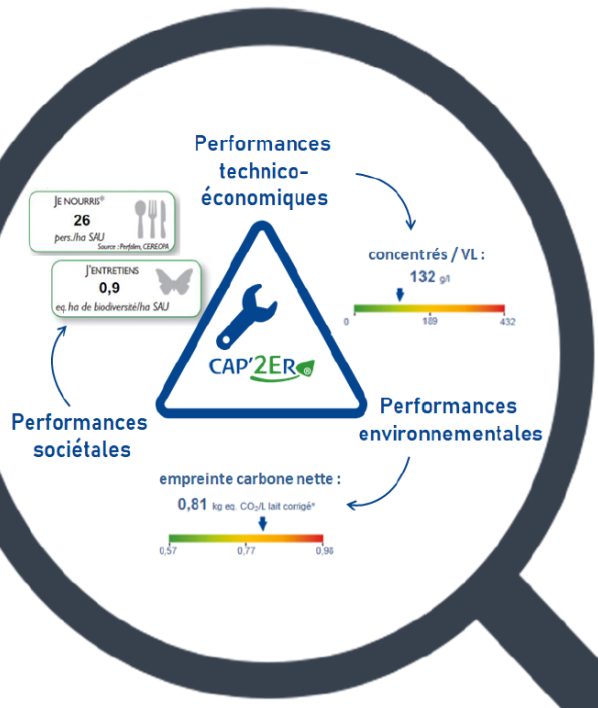 Performances
technico-
économiques
JE NOURRIS*
26
pers./ha SAU
Source : Perfalim, CEREOPA
J'ENTRETIENS
0,9
eq. ha de biodiversité/ha SAU
concentrés / VL :
132 g/l
0 189 432
CAP'2ER®
Performances
sociétales
Performances
environnementales
empreinte carbone nette :
0,81 kg eq. CO₂/L lait corrigé*
0,57 0,77 0,98